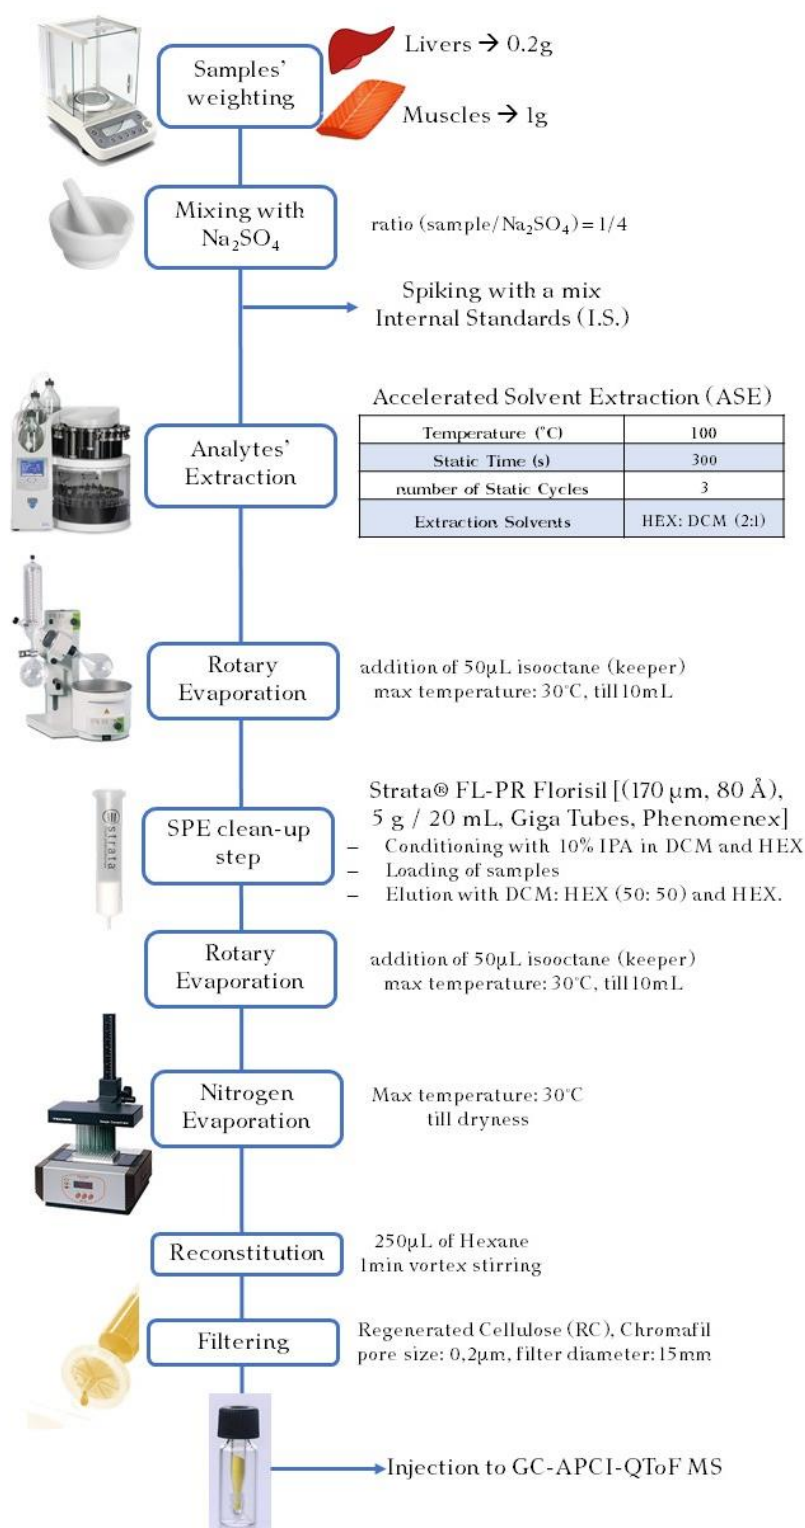 Samples'
weighting
Livers → 0.2g
Muscles → 1g
Mixing with
Na₂SO₄
ratio (sample/Na₂SO₄) = 1/4
Spiking with a mix
Internal Standards (I.S.)
Analytes'
Extraction
Accelerated Solvent Extraction (ASE)
Temperature (°C) 100
Static Time (s) 300
number of Static Cycles 3
Extraction Solvents HEX: DCM (2:1)
Rotary
Evaporation
addition of 50µL isooctane (keeper)
max temperature: 30°C, till 10mL
strata
SPE clean-up
step
Strata® FL-PR Florisil [(170 µm, 80 Å),
5 g / 20 mL, Giga Tubes, Phenomenex]
– Conditioning with 10% IPA in DCM and HEX
– Loading of samples
– Elution with DCM: HEX (50: 50) and HEX.
Rotary
Evaporation
addition of 50µL isooctane (keeper)
max temperature: 30°C, till 10mL
Nitrogen
Evaporation
Max temperature: 30°C
till dryness
Reconstitution
250µL of Hexane
1min vortex stirring
Filtering
Regenerated Cellulose (RC), Chromafil
pore size: 0,2µm, filter diameter: 15mm
Injection to GC-APCI-QToF MS